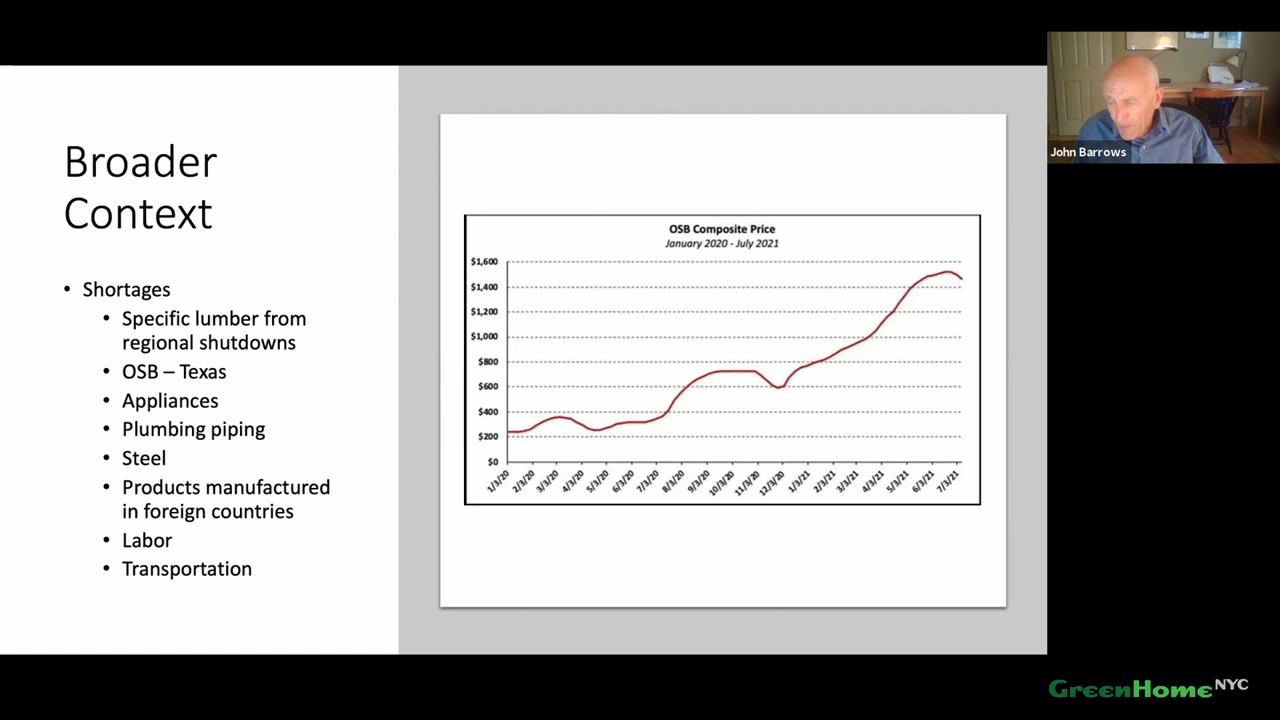 Broader
Context
• Shortages
• Specific lumber from
regional shutdowns
• OSB – Texas
• Appliances
• Plumbing piping
• Steel
• Products manufactured
in foreign countries
• Labor
• Transportation
OSB Composite Price
January 2020 - July 2021
$1,600
$1,400
$1,200
$1,000
$800
$600
$400
$200
$0
1/3/20
2/3/20
3/3/20
4/3/20
5/3/20
6/3/20
7/3/20
8/3/20
9/3/20
10/3/20
11/3/20
12/3/20
1/3/21
2/3/21
3/3/21
4/3/21
5/3/21
6/3/21
7/3/21
John Barrows
GreenHomeNYC